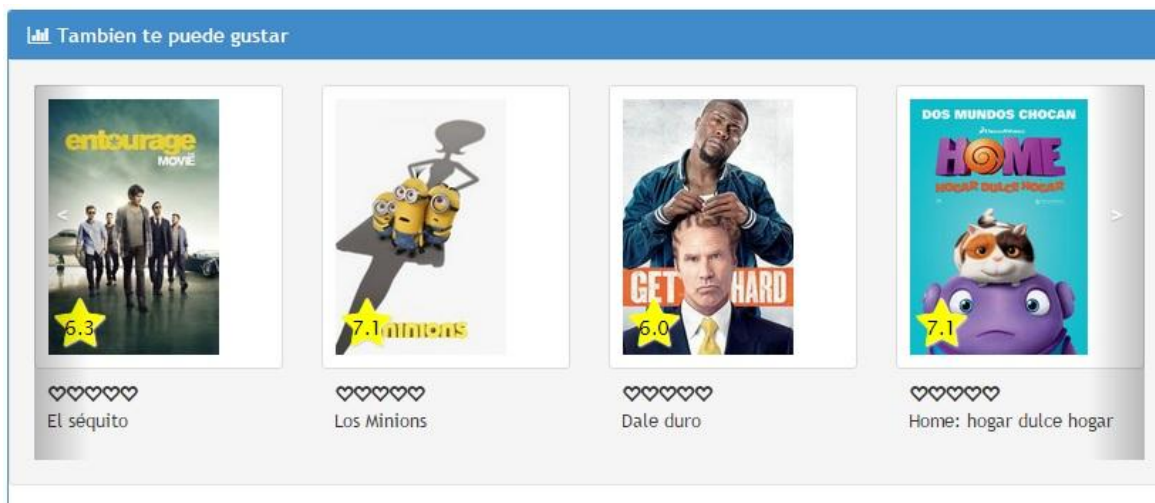 Tambien te puede gustar
entourage
MOVIE
<
6.3
El séquito
7.1
minions
Los Minions
GET HARD
6.0
Dale duro
DOS MUNDOS CHOCAN
DreamWorks
HOME
HOGAR DULCE HOGAR
>
7.1
Home: hogar dulce hogar